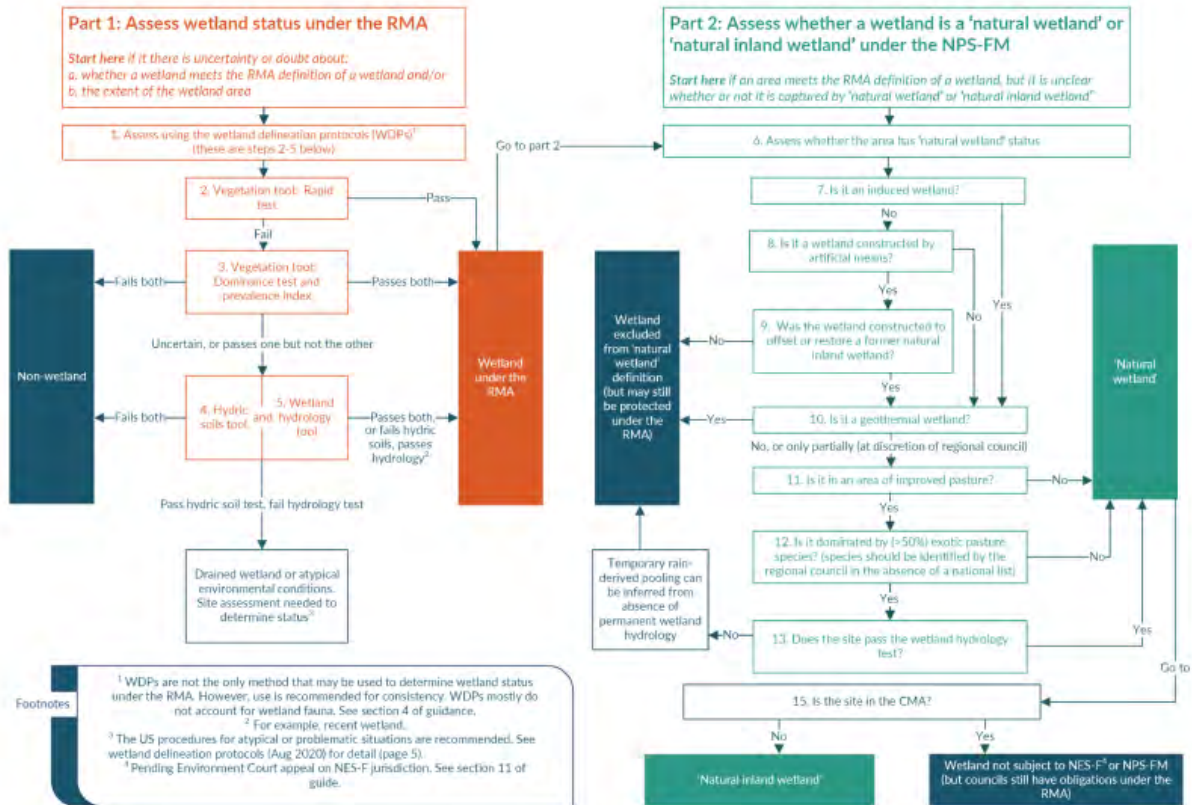 Part 1: Assess wetland status under the RMA
Start here if it there is uncertainty or doubt about:
a. whether a wetland meets the RMA definition of a wetland and/or
b. the extent of the wetland area
1. Assess using the wetland delineation protocols (WDPs)¹
(these are steps 2-5 below)
2. Vegetation tool: Rapid
test
Pass
Fail
3. Vegetation tool:
Dominance test and
prevalence index
Fails both
Passes both
Uncertain, or passes one but not the other
Non-wetland
Wetland
under the
RMA
4. Hydric
soils tool
and
5. Wetland
hydrology
tool
Fails both
Passes both,
or fails hydric
soils, passes
hydrology²
Pass hydric soil test, fail hydrology test
Drained wetland or atypical
environmental conditions.
Site assessment needed to
determine status³
Go to part 2
Part 2: Assess whether a wetland is a 'natural wetland' or
'natural inland wetland' under the NPS-FM
Start here if an area meets the RMA definition of a wetland, but it is unclear
whether or not it is captured by 'natural wetland' or 'natural inland wetland'
6. Assess whether the area has 'natural wetland' status
7. Is it an induced wetland?
No
Yes
8. Is it a wetland constructed by
artificial means?
Yes
No
9. Was the wetland constructed to
offset or restore a former natural
inland wetland?
No
Yes
Wetland
excluded
from 'natural
wetland'
definition
(but may still
be protected
under the
RMA)
'Natural
wetland'
10. Is it a geothermal wetland?
Yes
No, or only partially (at discretion of regional council)
11. Is it in an area of improved pasture?
No
Yes
12. Is it dominated by (>50%) exotic pasture
species? (species should be identified by the
regional council in the absence of a national list)
No
Yes
13. Does the site pass the wetland hydrology
test?
No
Yes
Temporary rain-
derived pooling can
be inferred from
absence of
permanent wetland
hydrology
Go to
15. Is the site in the CMA?
No
Yes
'Natural inland wetland'
Wetland not subject to NES-F⁴ or NPS-FM
(but councils still have obligations under the
RMA)
Footnotes
¹ WDPs are not the only method that may be used to determine wetland status
under the RMA. However, use is recommended for consistency. WDPs mostly do
not account for wetland fauna. See section 4 of guidance.
² For example, recent wetland.
³ The US procedures for atypical or problematic situations are recommended. See
wetland delineation protocols (Aug 2020) for detail (page 5).
⁴ Pending Environment Court appeal on NES-F jurisdiction. See section 11 of
guide.